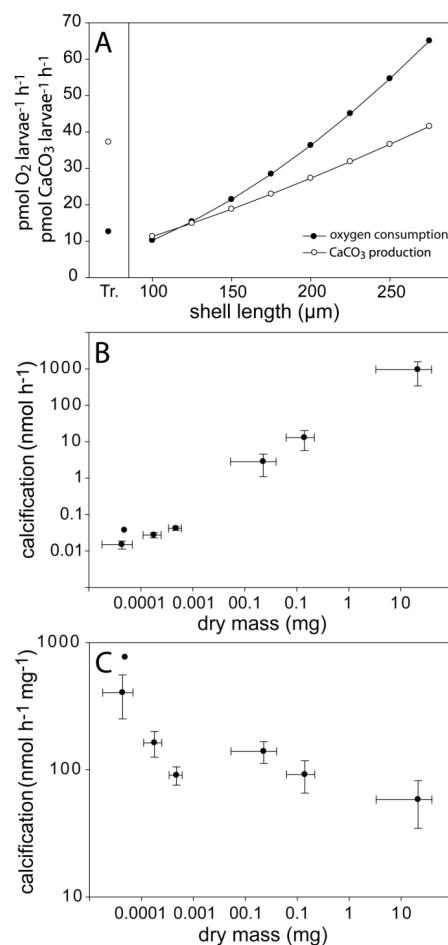 A
pmol O₂ larvae⁻¹ h⁻¹
pmol CaCO₃ larvae⁻¹ h⁻¹
70
60
50
40
30
20
10
0
oxygen consumption
CaCO₃ production
Tr.
100
150
200
250
shell length (µm)
B
calcification (nmol h⁻¹)
1000
100
10
1
0.1
0.01
0.0001
0.001
00.1
0.1
1
10
dry mass (mg)
C
calcification (nmol h⁻¹ mg⁻¹)
1000
100
10
0.0001
0.001
00.1
0.1
1
10
dry mass (mg)